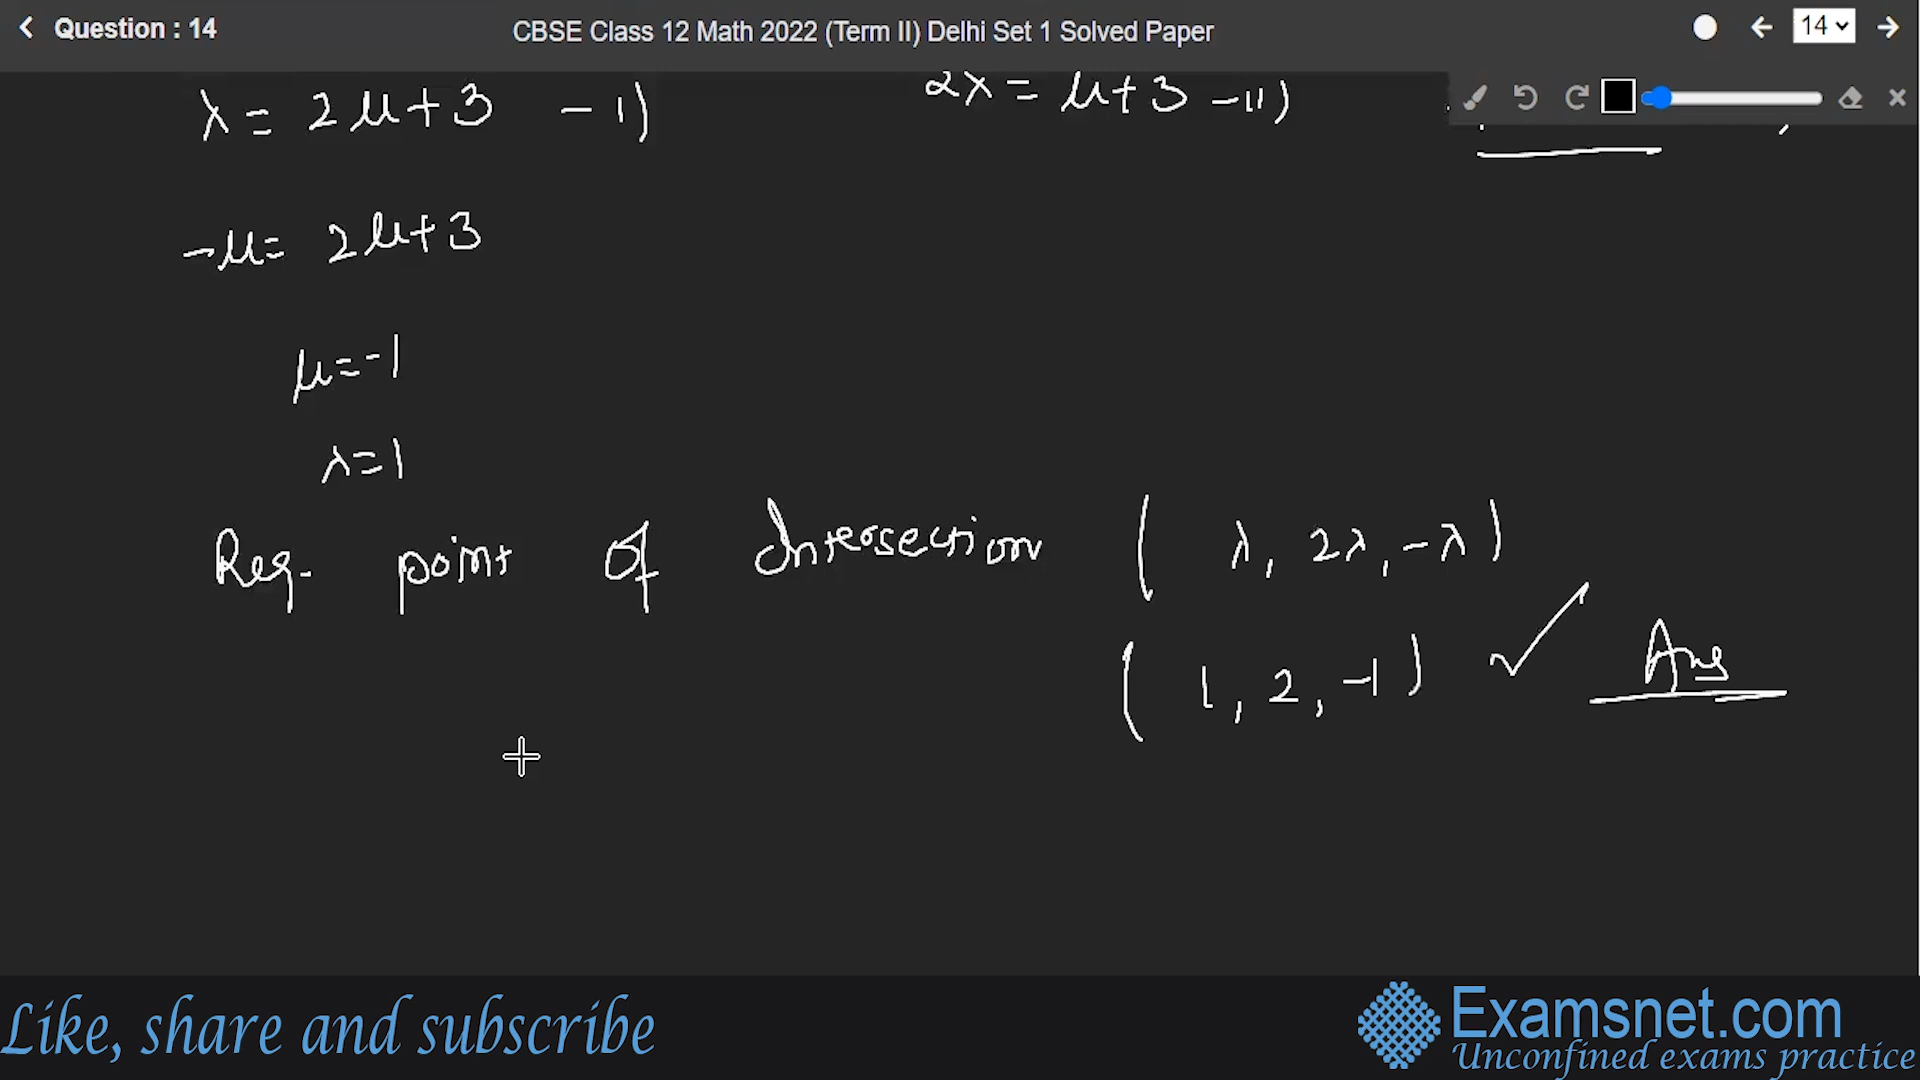 Question : 14
CBSE Class 12 Math 2022 (Term II) Delhi Set 1 Solved Paper
14
λ = 2μ+3 - 1)
2λ = μ+3 - 11)
-μ = 2μ+3
μ = -1
λ = 1
Req. point of Intersection ( λ, 2λ, -λ )
( 1, 2, -1 ) ✓ Ans
Like, share and subscribe
Examsnet.com
Unconfined exams practice